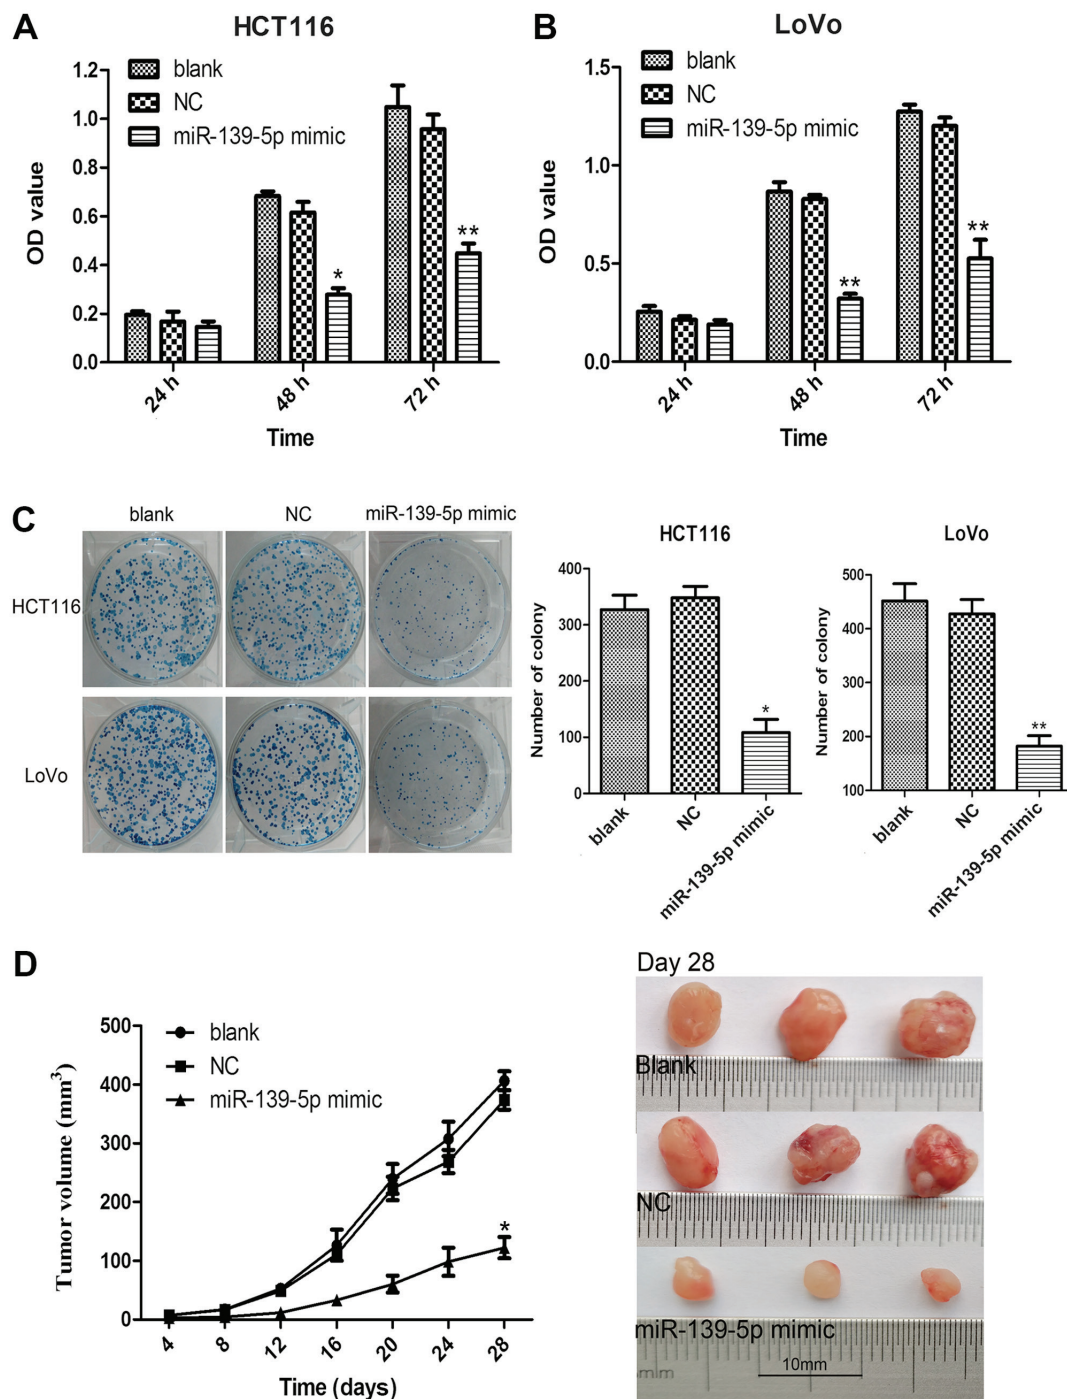 A
HCT116
blank
NC
miR-139-5p mimic
OD value
1.2
1.0
0.8
0.6
0.4
0.2
0.0
*
**
24 h
48 h
72 h
Time
B
LoVo
blank
NC
miR-139-5p mimic
OD value
1.5
1.0
0.5
0.0
**
**
24 h
48 h
72 h
Time
C
blank
NC
miR-139-5p mimic
HCT116
LoVo
HCT116
Number of colony
400
300
200
100
0
*
blank
NC
miR-139-5p mimic
LoVo
Number of colony
500
400
300
200
100
**
blank
NC
miR-139-5p mimic
D
blank
NC
miR-139-5p mimic
Tumor volume (mm³)
500
400
300
200
100
0
*
4
8
12
16
20
24
28
Time (days)
Day 28
Blank
NC
miR-139-5p mimic
10mm